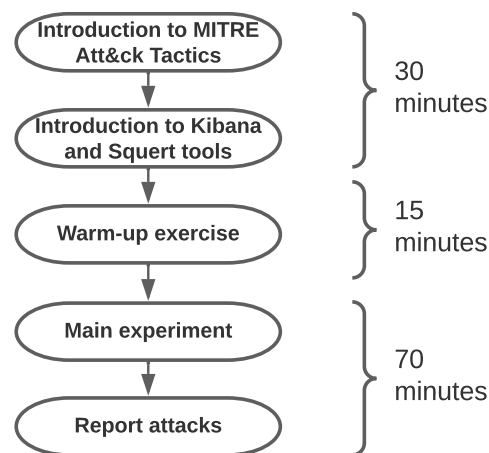 Introduction to MITRE
Att&ck Tactics
30
minutes
Introduction to Kibana
and Squert tools
Warm-up exercise
15
minutes
Main experiment
70
minutes
Report attacks